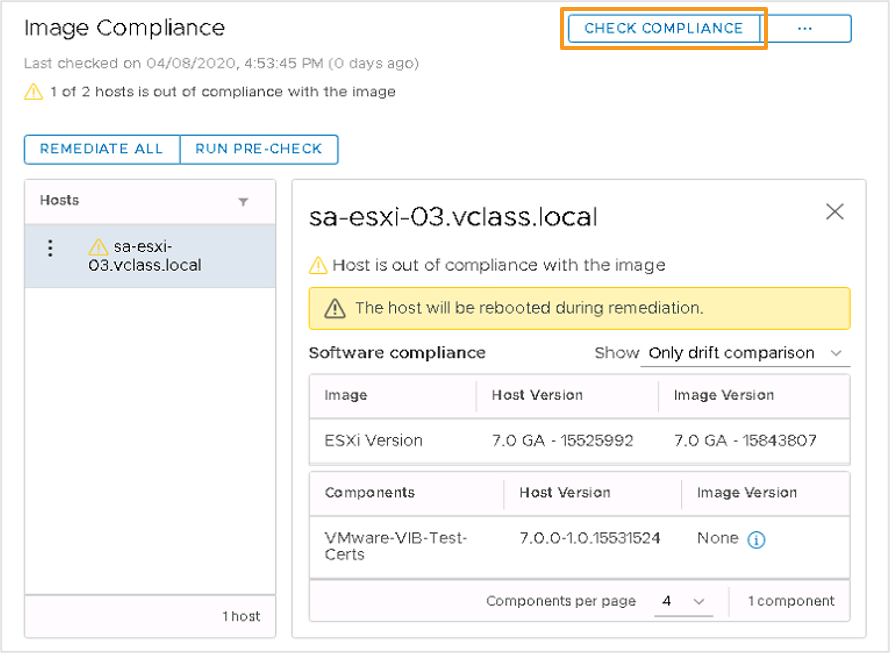 Image Compliance
CHECK COMPLIANCE
...
Last checked on 04/08/2020, 4:53:45 PM (0 days ago)
1 of 2 hosts is out of compliance with the image
REMEDIATE ALL
RUN PRE-CHECK
Hosts
sa-esxi-
03.vclass.local
1 host
sa-esxi-03.vclass.local
Host is out of compliance with the image
The host will be rebooted during remediation.
Software compliance
Show Only drift comparison
Image Host Version Image Version
ESXi Version 7.0 GA - 15525992 7.0 GA - 15843807
Components Host Version Image Version
VMware-VIB-Test- 7.0.0-1.0.15531524 None
Certs
Components per page 4 1 component